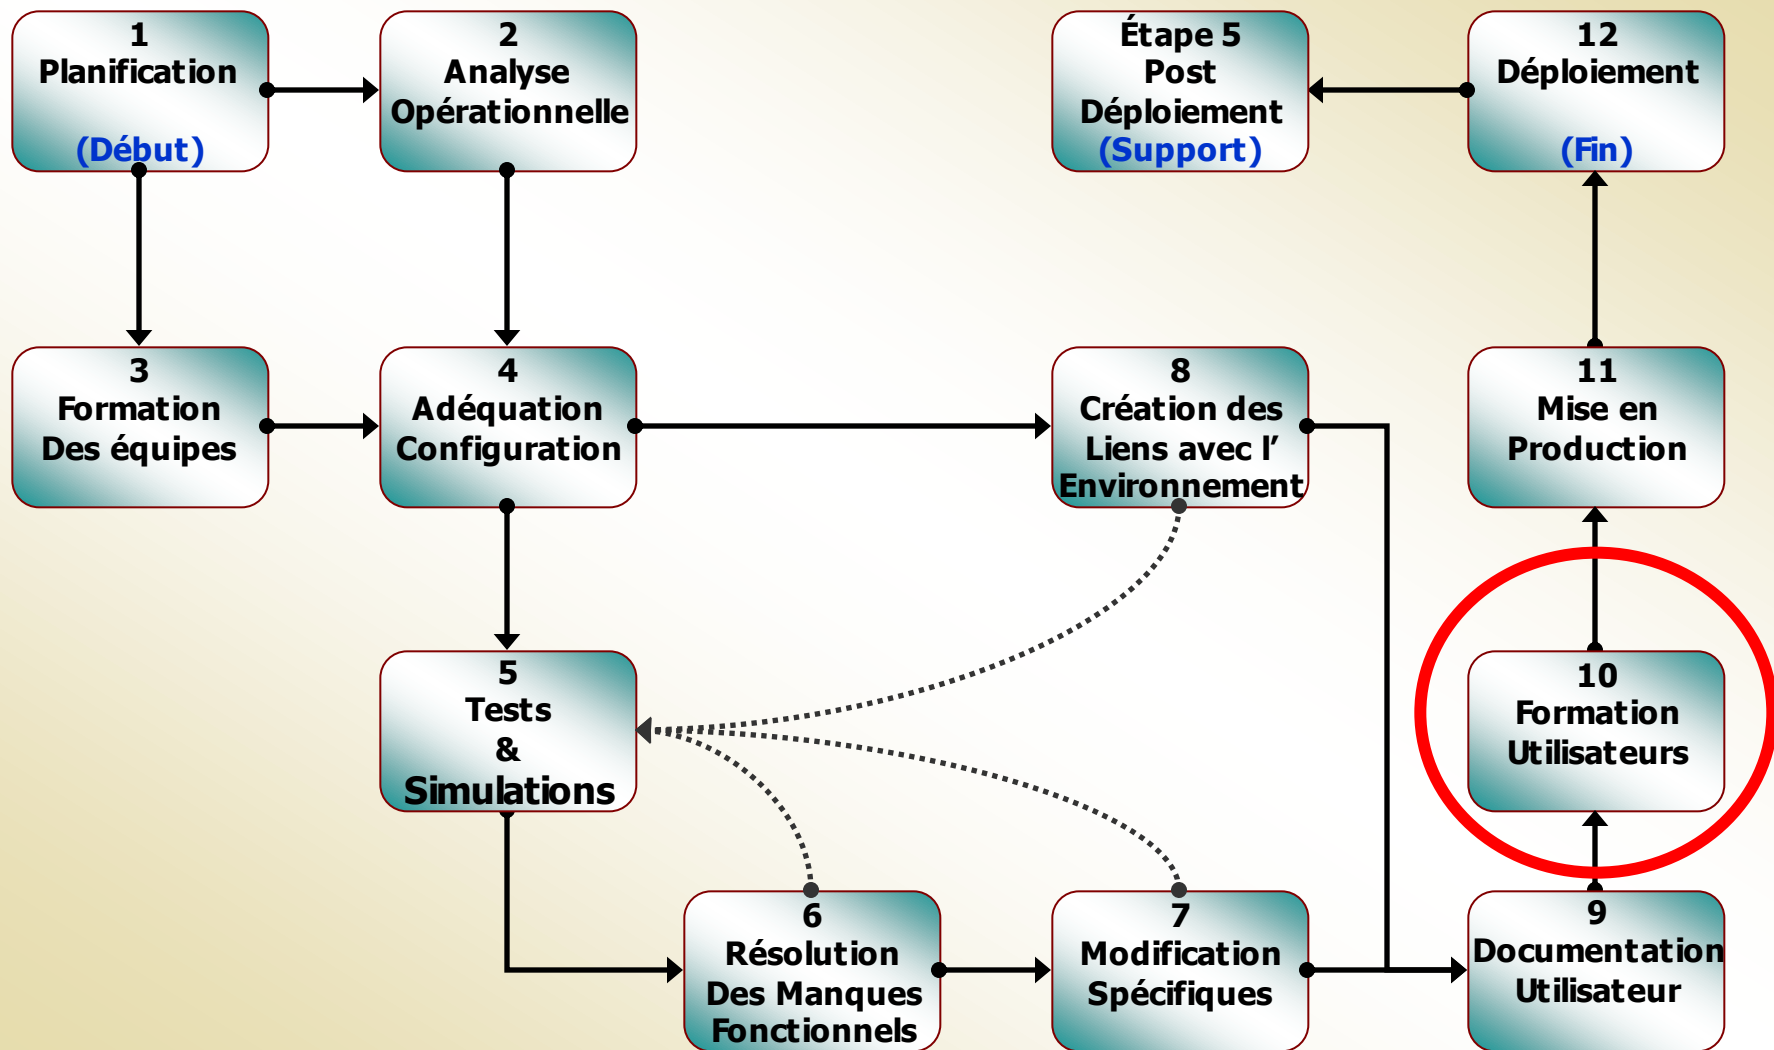 1
Planification
(Début)
2
Analyse
Opérationnelle
Étape 5
Post
Déploiement
(Support)
12
Déploiement
(Fin)
3
Formation
Des équipes
4
Adéquation
Configuration
8
Création des
Liens avec l’
Environnement
11
Mise en
Production
5
Tests
&
Simulations
10
Formation
Utilisateurs
6
Résolution
Des Manques
Fonctionnels
7
Modification
Spécifiques
9
Documentation
Utilisateur